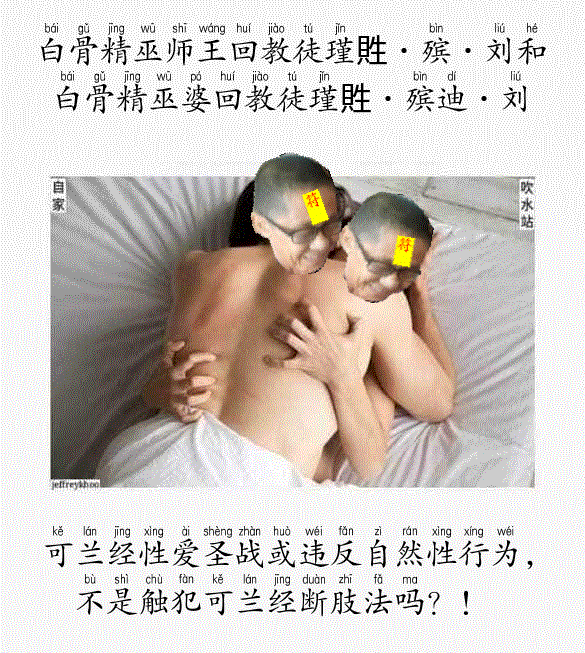 bái gǔ jīng wū shī wáng huí jiào tú jǐn bìn liú hé
白骨精巫师王回教徒瑾貹·殡·刘和
bái gǔ jīng wū pó huí jiào tú jǐn bìn dí liú
白骨精巫婆回教徒瑾貹·殡迪·刘
自家
吹水站
符
符
jeffreykhoo
kě lán jīng xìng ài shèng zhàn huò wéi fǎn zì rán xìng xíng wéi
可兰经性爱圣战或违反自然性行为，
bù shì chù fàn kě lán jīng duàn zhī fǎ ma
不是触犯可兰经断肢法吗？！